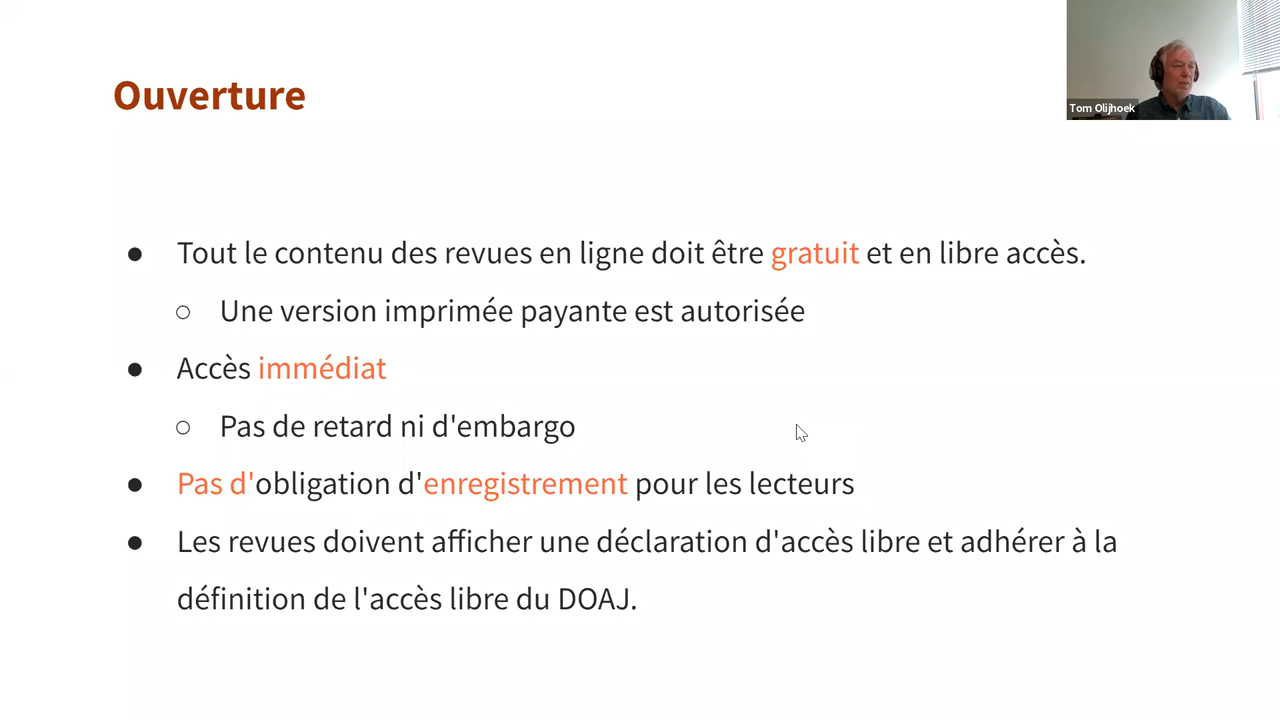 Ouverture
Tom Olijhoek
● Tout le contenu des revues en ligne doit être gratuit et en libre accès.
○ Une version imprimée payante est autorisée
● Accès immédiat
○ Pas de retard ni d'embargo
● Pas d'obligation d'enregistrement pour les lecteurs
● Les revues doivent afficher une déclaration d'accès libre et adhérer à la
définition de l'accès libre du DOAJ.